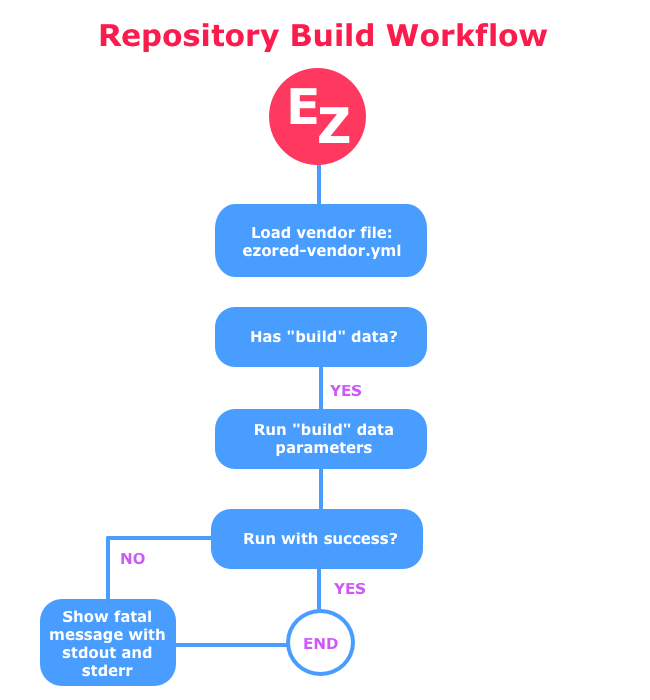 Repository Build Workflow
E
Z
Load vendor file:
ezored-vendor.yml
Has "build" data?
YES
Run "build" data
parameters
Run with success?
NO
YES
Show fatal
message with
stdout and
stderr
END